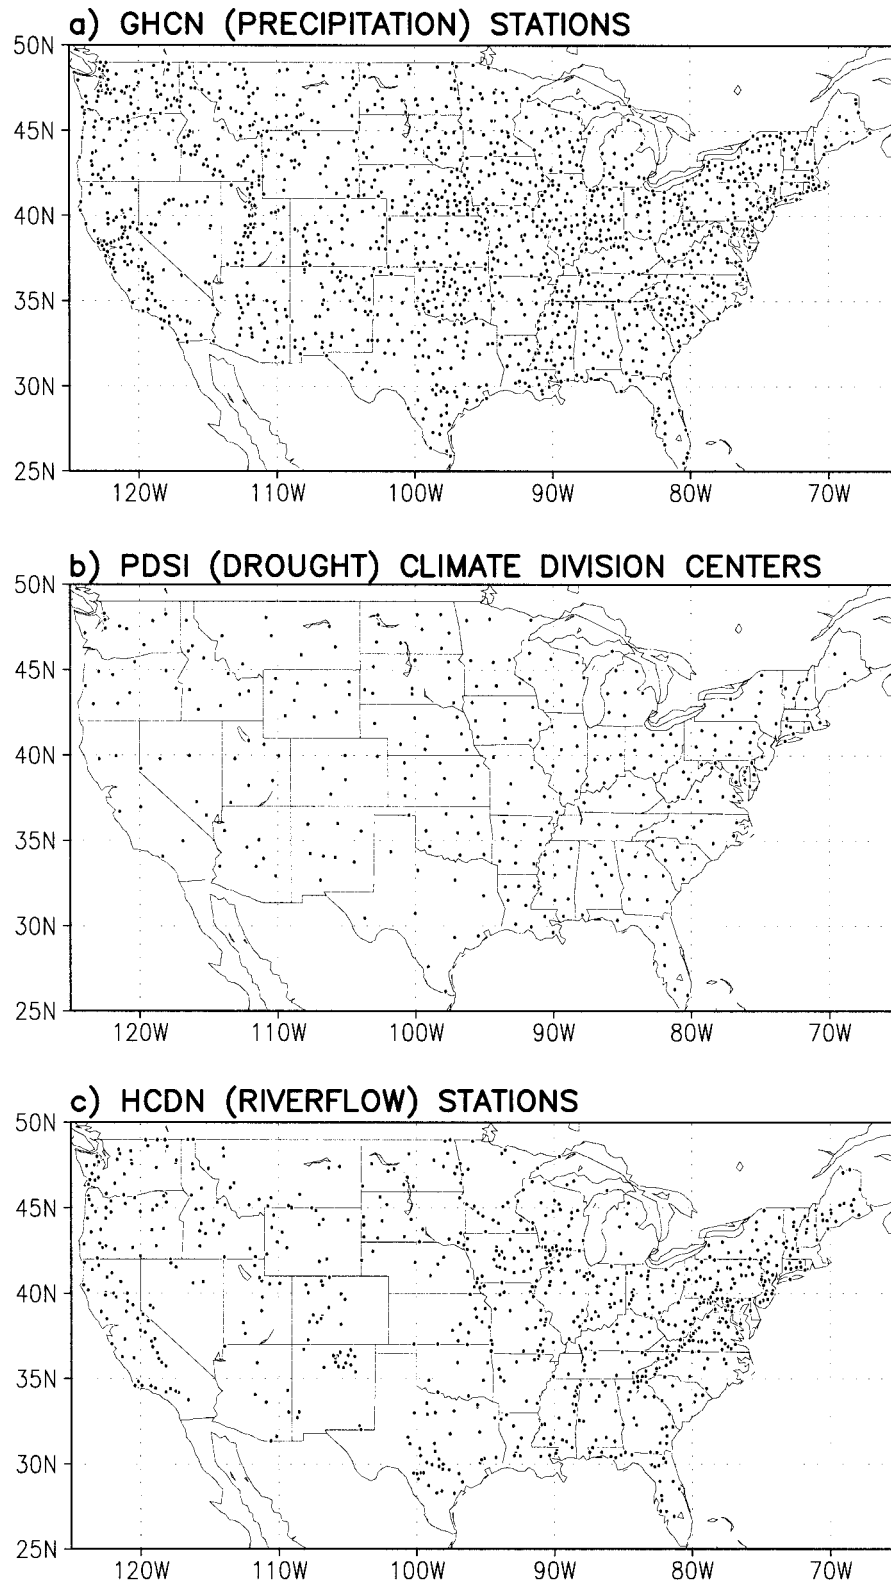 a) GHCN (PRECIPITATION) STATIONS
50N
45N
40N
35N
30N
25N
120W 110W 100W 90W 80W 70W
b) PDSI (DROUGHT) CLIMATE DIVISION CENTERS
50N
45N
40N
35N
30N
25N
120W 110W 100W 90W 80W 70W
c) HCDN (RIVERFLOW) STATIONS
50N
45N
40N
35N
30N
25N
120W 110W 100W 90W 80W 70W